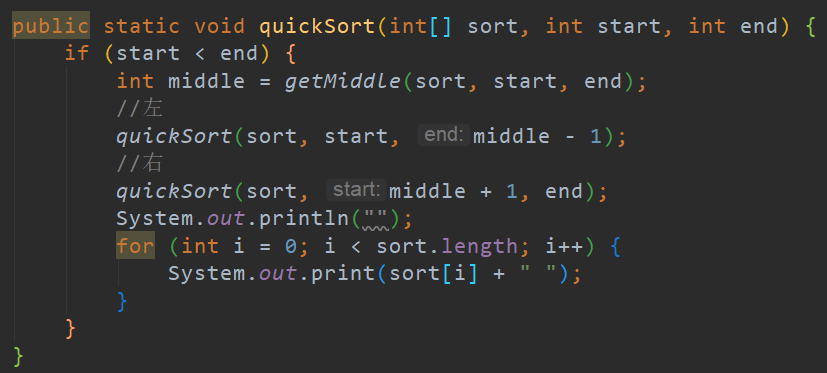 public static void quickSort(int[] sort, int start, int end) {
if (start < end) {
int middle = getMiddle(sort, start, end);
//左
quickSort(sort, start, end: middle - 1);
//右
quickSort(sort, start: middle + 1, end);
System.out.println("");
for (int i = 0; i < sort.length; i++) {
System.out.print(sort[i] + " ");
}
}
}